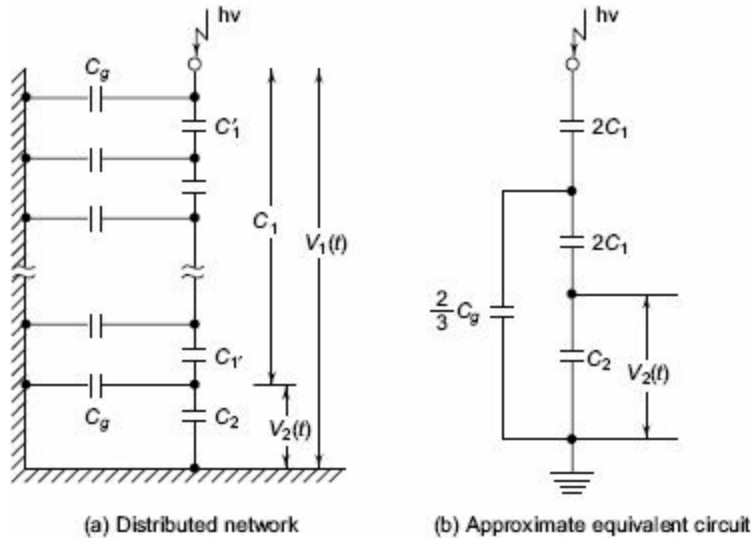 hv
C_g
C'_1
C_1
V_1(t)
C_1'
C_g
C_2
V_2(t)
(a) Distributed network
hv
2C_1
2C_1
2/3 C_g
C_2
V_2(t)
(b) Approximate equivalent circuit